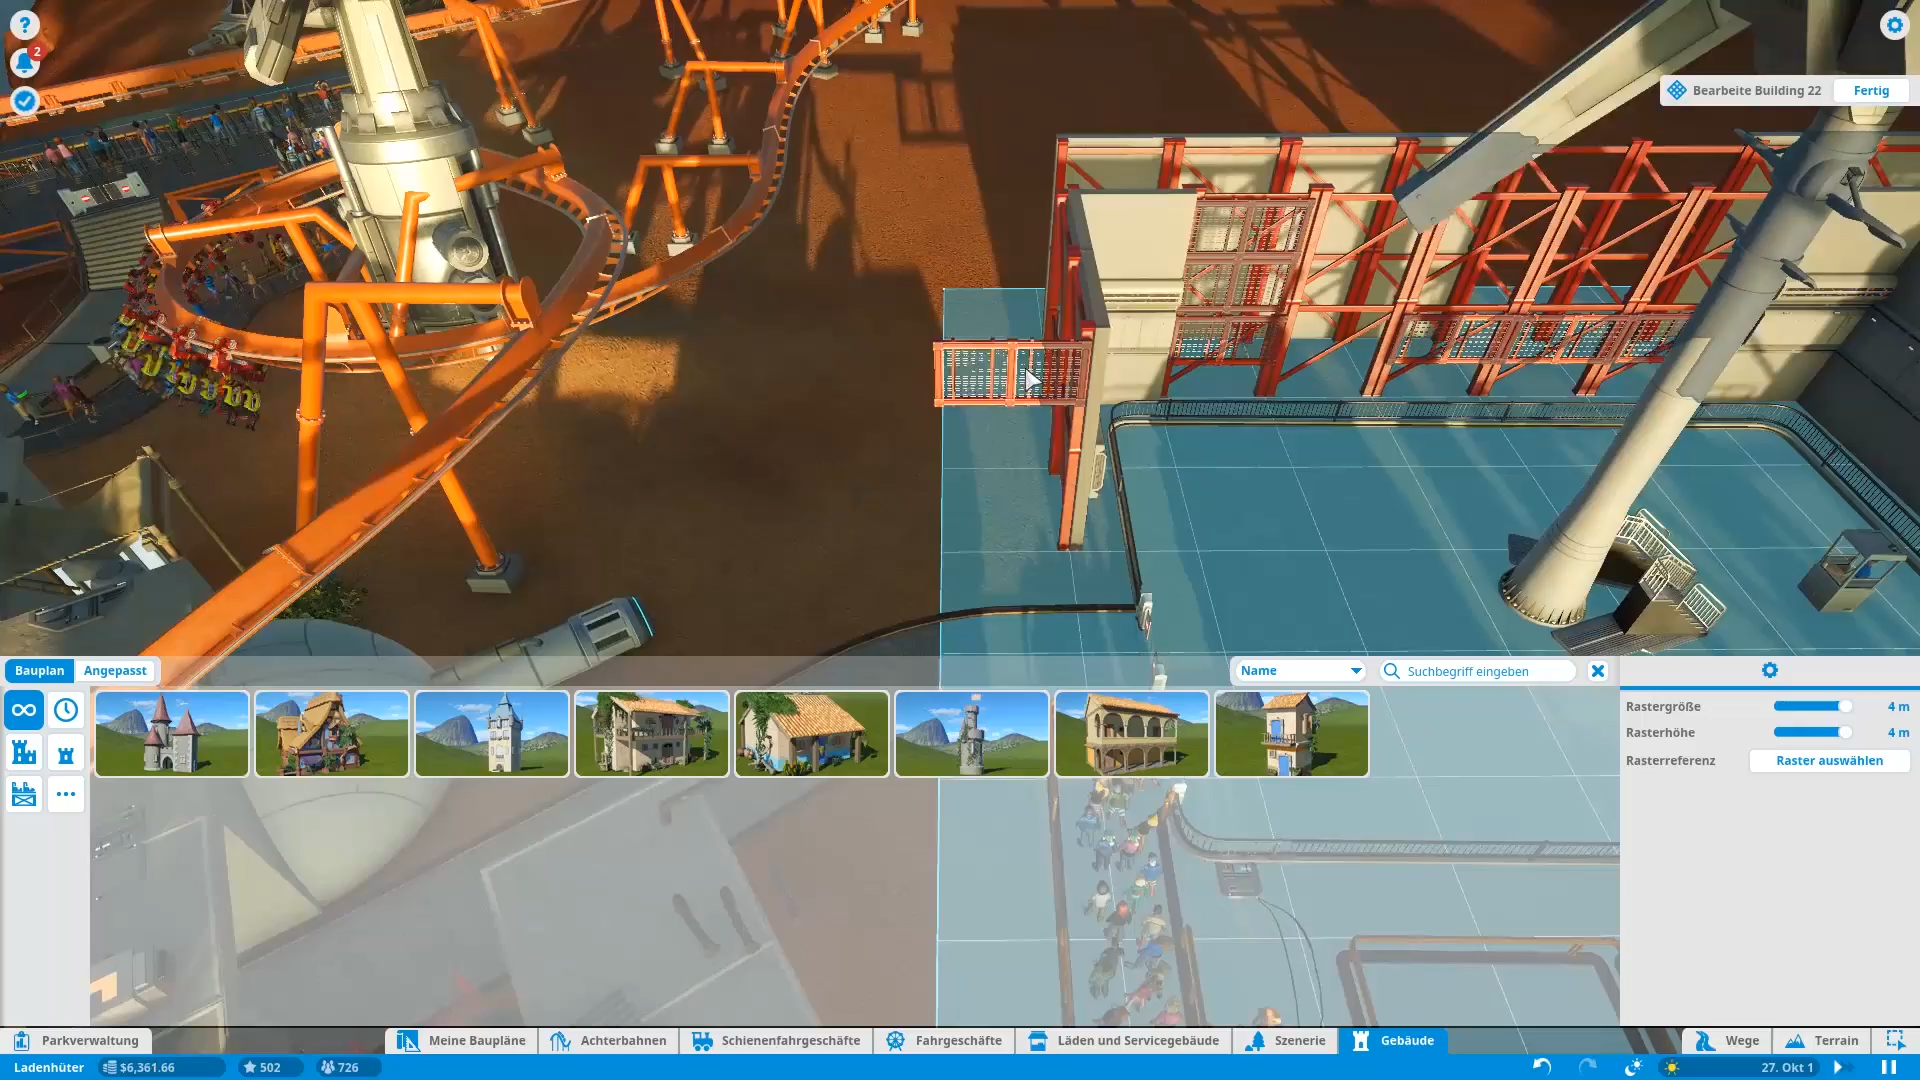 ?
2
Bearbeite Building 22
Fertig
Bauplan
Angepasst
Name
Suchbegriff eingeben
Rastergröße
4 m
Rasterhöhe
4 m
Rasterreferenz
Raster auswählen
Parkverwaltung
Meine Baupläne
Achterbahnen
Schienenfahrgeschäfte
Fahrgeschäfte
Läden und Servicegebäude
Szenerie
Gebäude
Wege
Terrain
Ladenhüter
$6,361.66
502
726
27. Okt 1